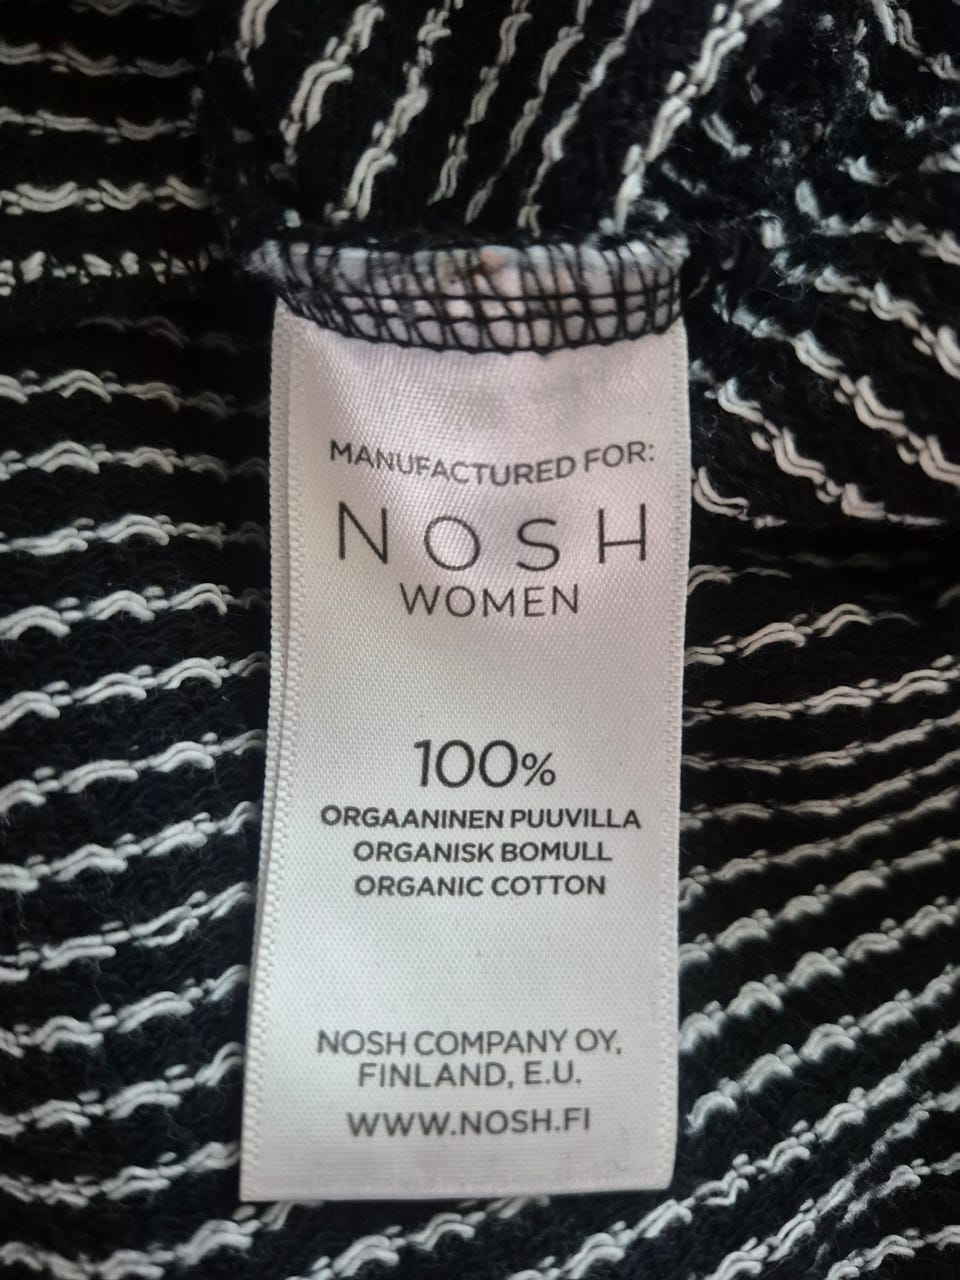 MANUFACTURED FOR:
NOSH
WOMEN
100%
ORGAANINEN PUUVILLA
ORGANISK BOMULL
ORGANIC COTTON
NOSH COMPANY OY,
FINLAND, E.U.
WWW.NOSH.FI